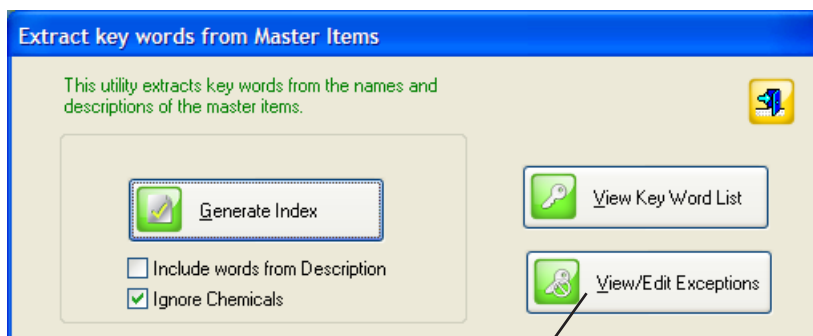 Extract key words from Master Items
This utility extracts key words from the names and
descriptions of the master items.
Generate Index
Include words from Description
Ignore Chemicals
View Key Word List
View/Edit Exceptions